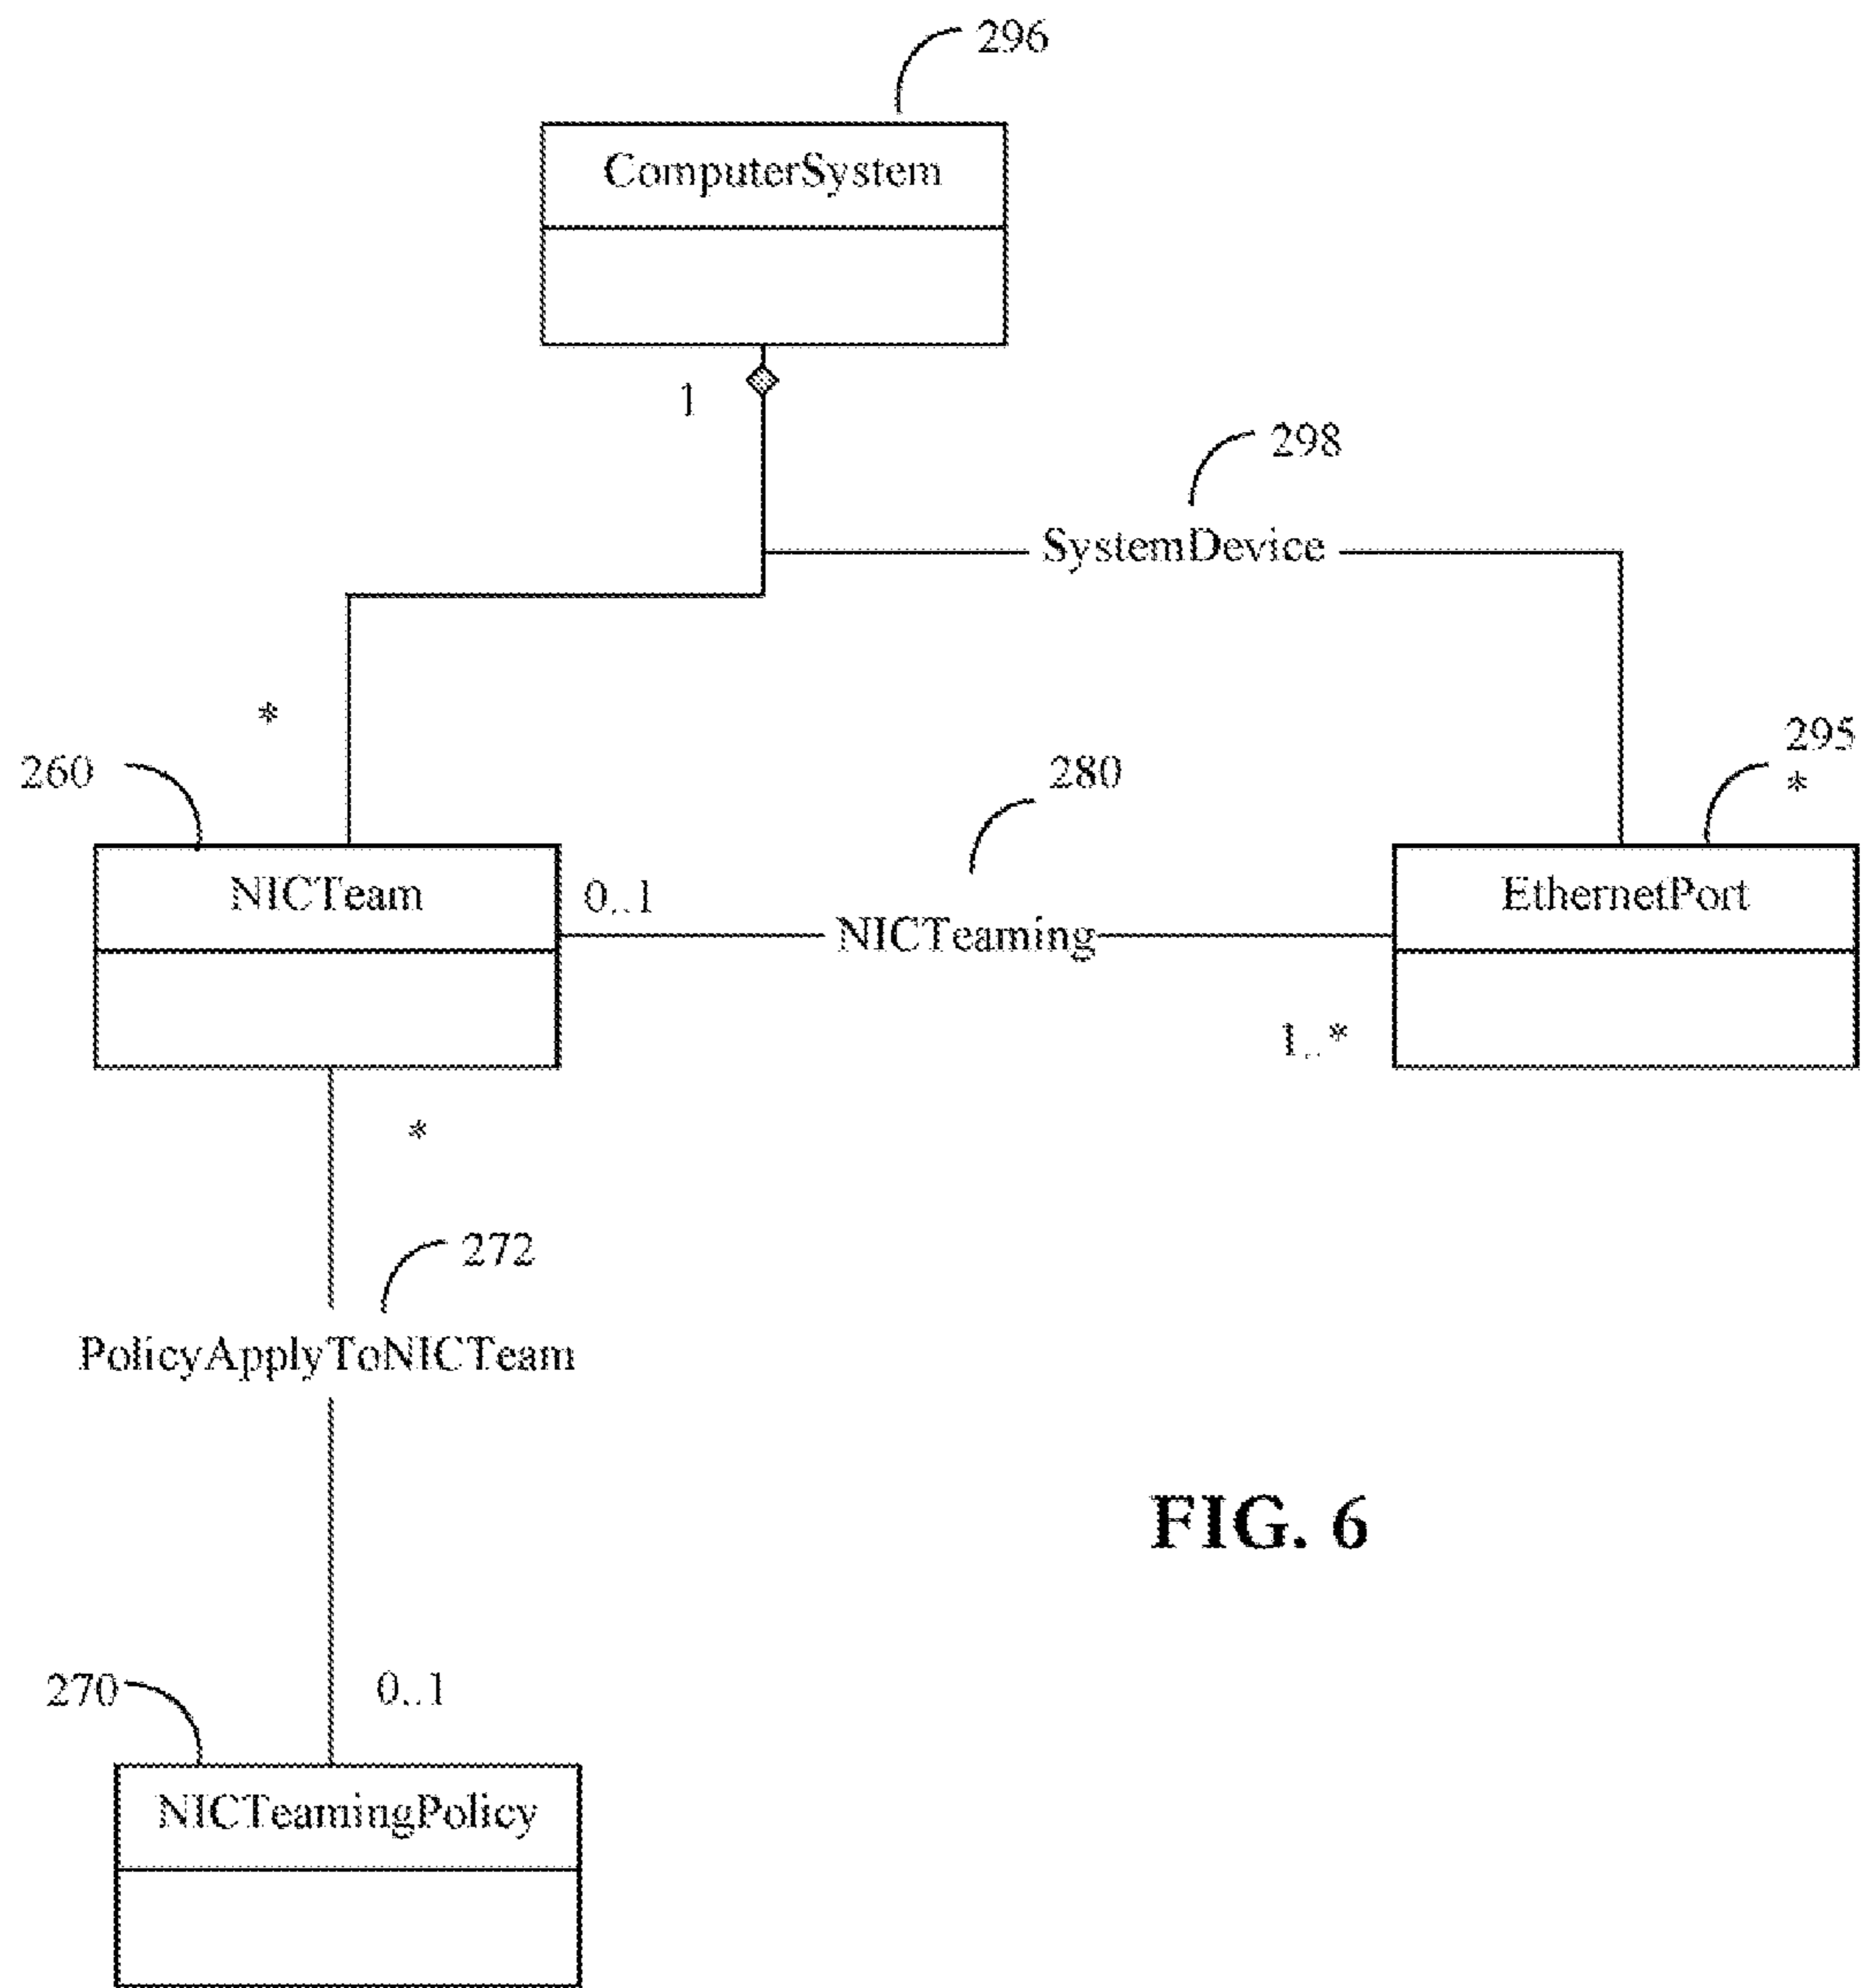 296
ComputerSystem
1
298
SystemDevice
*
295
*
260
280
NICTeam
0..1
NICTeaming
EthernetPort
1..*
*
272
PolicyApplyToNICTeam
FIG. 6
270
0..1
NICTeamingPolicy